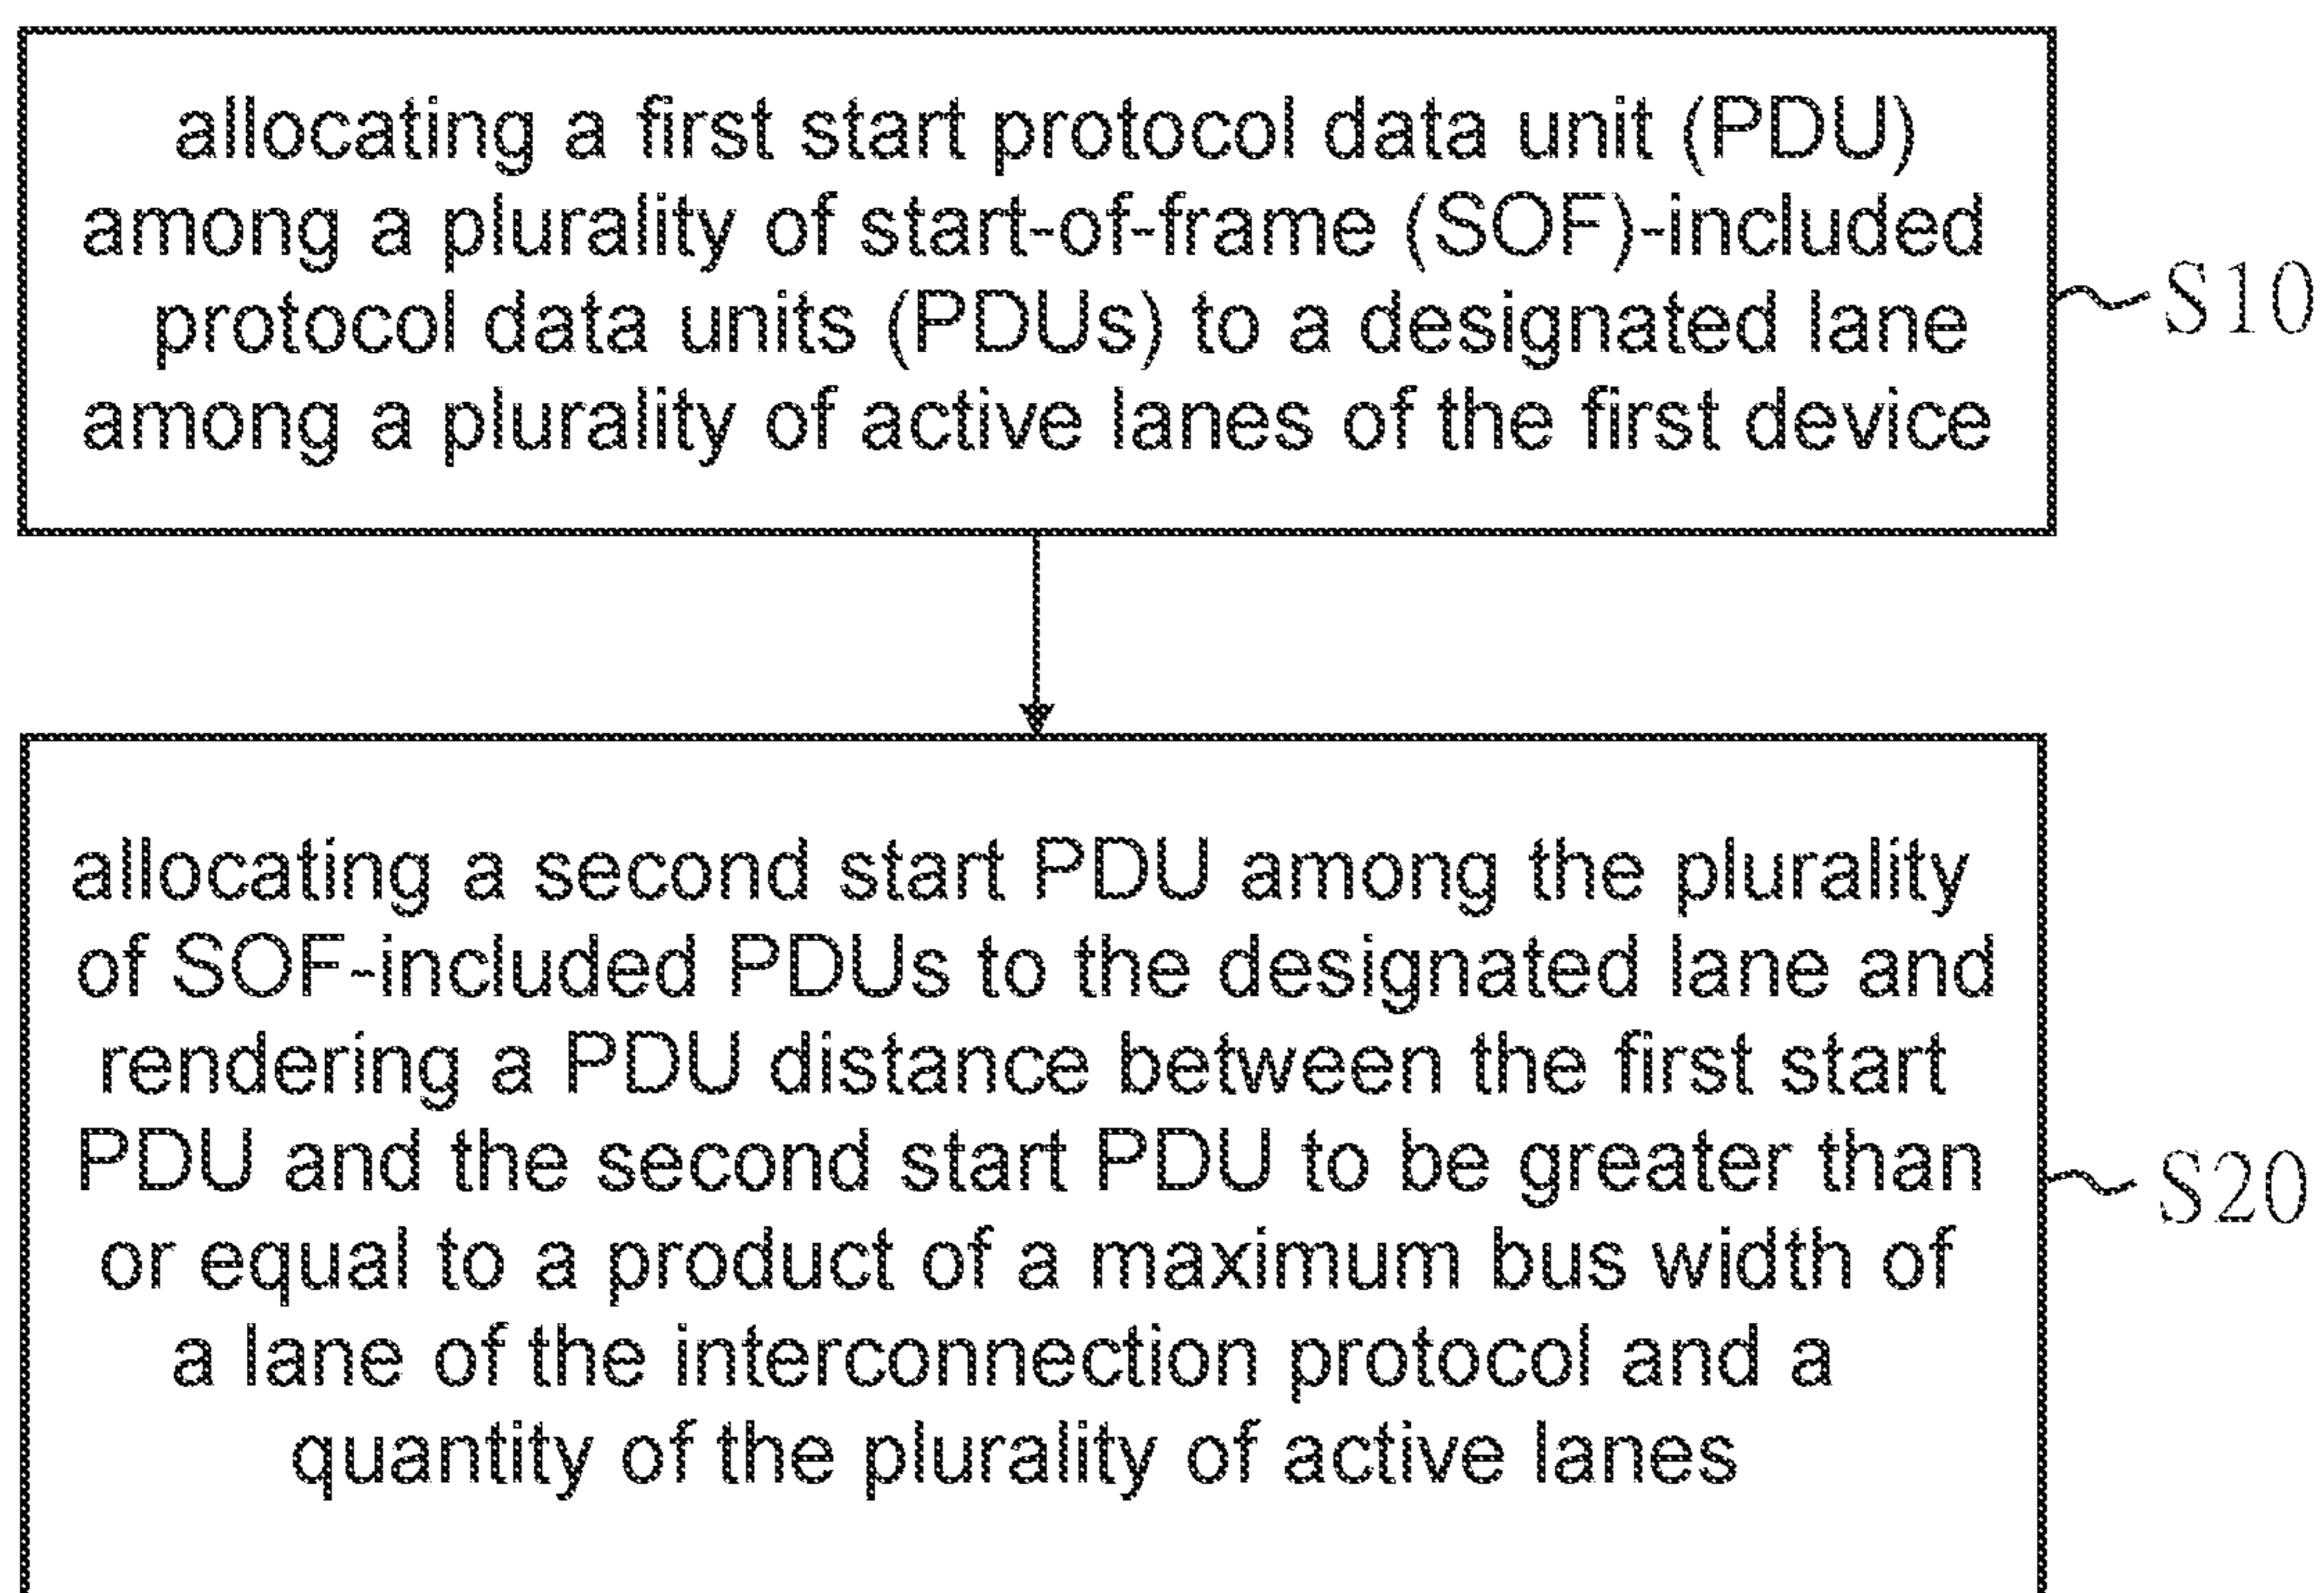 allocating a first start protocol data unit (PDU)
among a plurality of start-of-frame (SOF)-included
protocol data units (PDUs) to a designated lane
among a plurality of active lanes of the first device
S10
allocating a second start PDU among the plurality
of SOF-included PDUs to the designated lane and
rendering a PDU distance between the first start
PDU and the second start PDU to be greater than
or equal to a product of a maximum bus width of
a lane of the interconnection protocol and a
quantity of the plurality of active lanes
S20